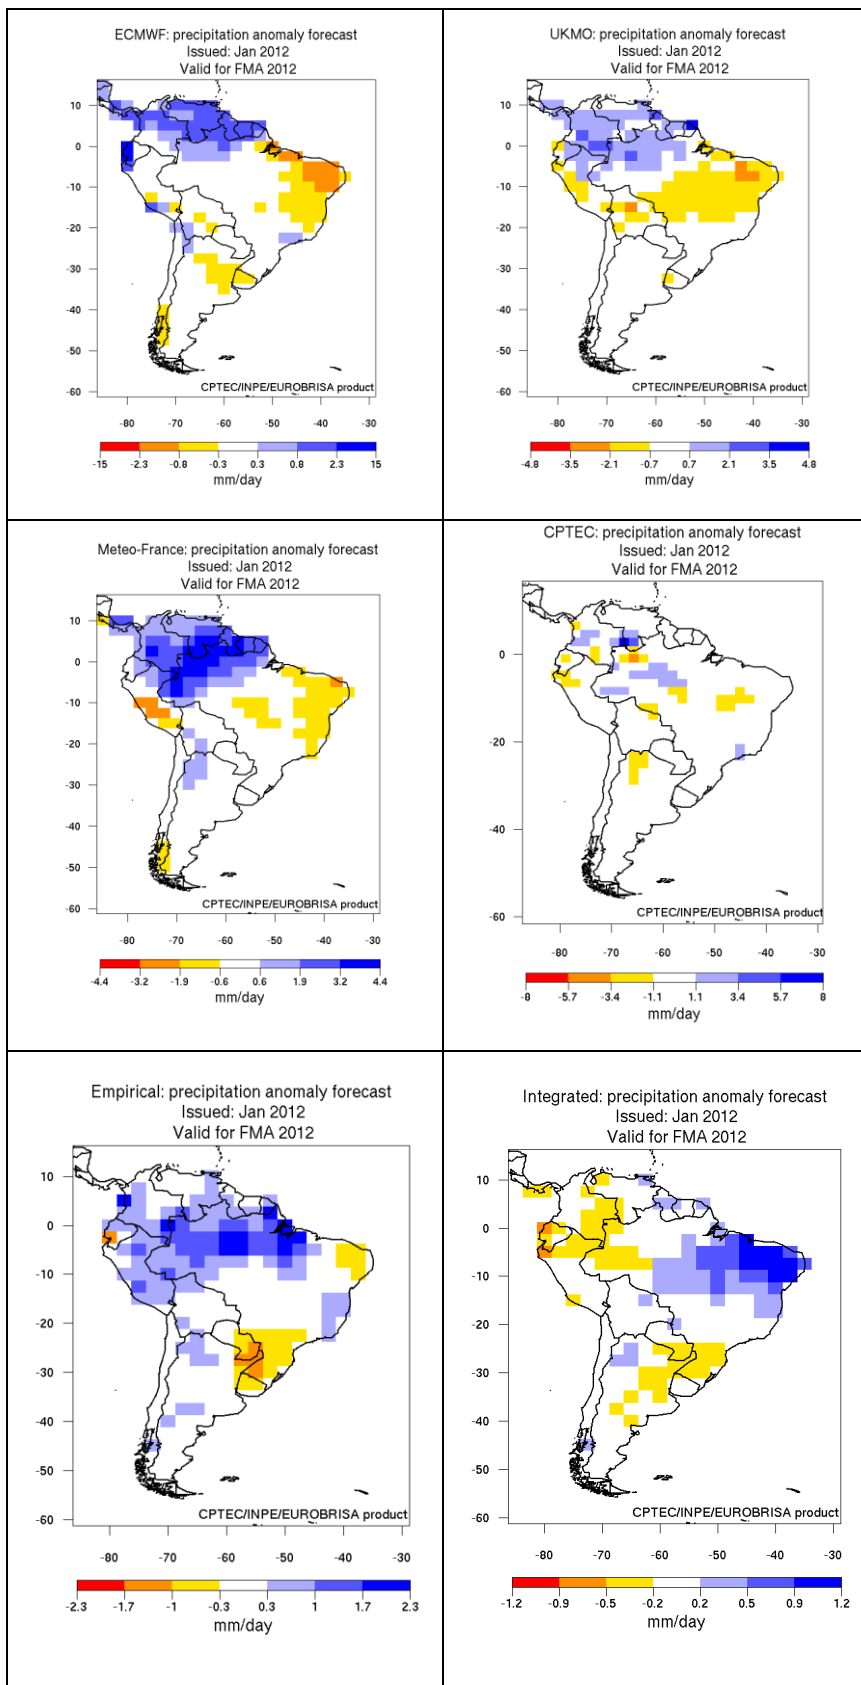 ECMWF: precipitation anomaly forecast
Issued: Jan 2012
Valid for FMA 2012
10
0
-10
-20
-30
-40
-50
-60
CPTEC/INPE/EUROBRISA product
-80 -70 -60 -50 -40 -30
-15 -2.3 -0.8 -0.3 0.3 0.8 2.3 15
mm/day
UKMO: precipitation anomaly forecast
Issued: Jan 2012
Valid for FMA 2012
10
0
-10
-20
-30
-40
-50
-60
CPTEC/INPE/EUROBRISA product
-80 -70 -60 -50 -40 -30
-4.8 -3.5 -2.1 -0.7 0.7 2.1 3.5 4.8
mm/day
Meteo-France: precipitation anomaly forecast
Issued: Jan 2012
Valid for FMA 2012
10
0
-10
-20
-30
-40
-50
-60
CPTEC/INPE/EUROBRISA product
-80 -70 -60 -50 -40 -30
-4.4 -3.2 -1.9 -0.6 0.6 1.9 3.2 4.4
mm/day
CPTEC: precipitation anomaly forecast
Issued: Jan 2012
Valid for FMA 2012
0
-20
-40
-60
CPTEC/INPE/EUROBRISA product
-80 -70 -60 -50 -40 -30
-8 -5.7 -3.4 -1.1 1.1 3.4 5.7 8
mm/day
Empirical: precipitation anomaly forecast
Issued: Jan 2012
Valid for FMA 2012
10
0
-10
-20
-30
-40
-50
-60
CPTEC/INPE/EUROBRISA product
-80 -70 -60 -50 -40 -30
-2.3 -1.7 -1 -0.3 0.3 1 1.7 2.3
mm/day
Integrated: precipitation anomaly forecast
Issued: Jan 2012
Valid for FMA 2012
10
0
-10
-20
-30
-40
-50
-60
CPTEC/INPE/EUROBRISA product
-80 -70 -60 -50 -40 -30
-1.2 -0.9 -0.5 -0.2 0.2 0.5 0.9 1.2
mm/day